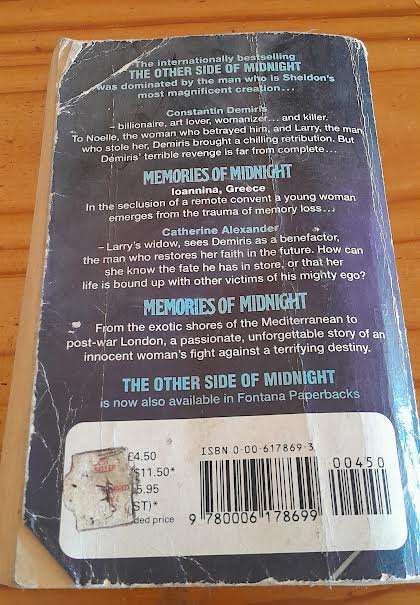 The internationally bestselling
THE OTHER SIDE OF MIDNIGHT
was dominated by the man who is Sheldon's
most magnificent creation...
Constantin Demiris
– billionaire, art lover, womanizer... and killer.
To Noelle, the woman who betrayed him, and Larry, the man
who stole her, Demiris brought a chilling retribution. But
Demiris' terrible revenge is far from complete...
MEMORIES OF MIDNIGHT
Ioannina, Greece
In the seclusion of a remote convent a young woman
emerges from the trauma of memory loss...
Catherine Alexander
– Larry's widow, sees Demiris as a benefactor,
the man who restores her faith in the future. How can
she know the fate he has in store, or that her
life is bound up with other victims of his mighty ego?
MEMORIES OF MIDNIGHT
From the exotic shores of the Mediterranean to
post-war London, a passionate, unforgettable story of an
innocent woman's fight against a terrifying destiny.
THE OTHER SIDE OF MIDNIGHT
is now also available in Fontana Paperbacks
£4.50
$11.50*
5.95
ST)*
ded price
ISBN 0-00-617869-3
00450
9 780006 178699